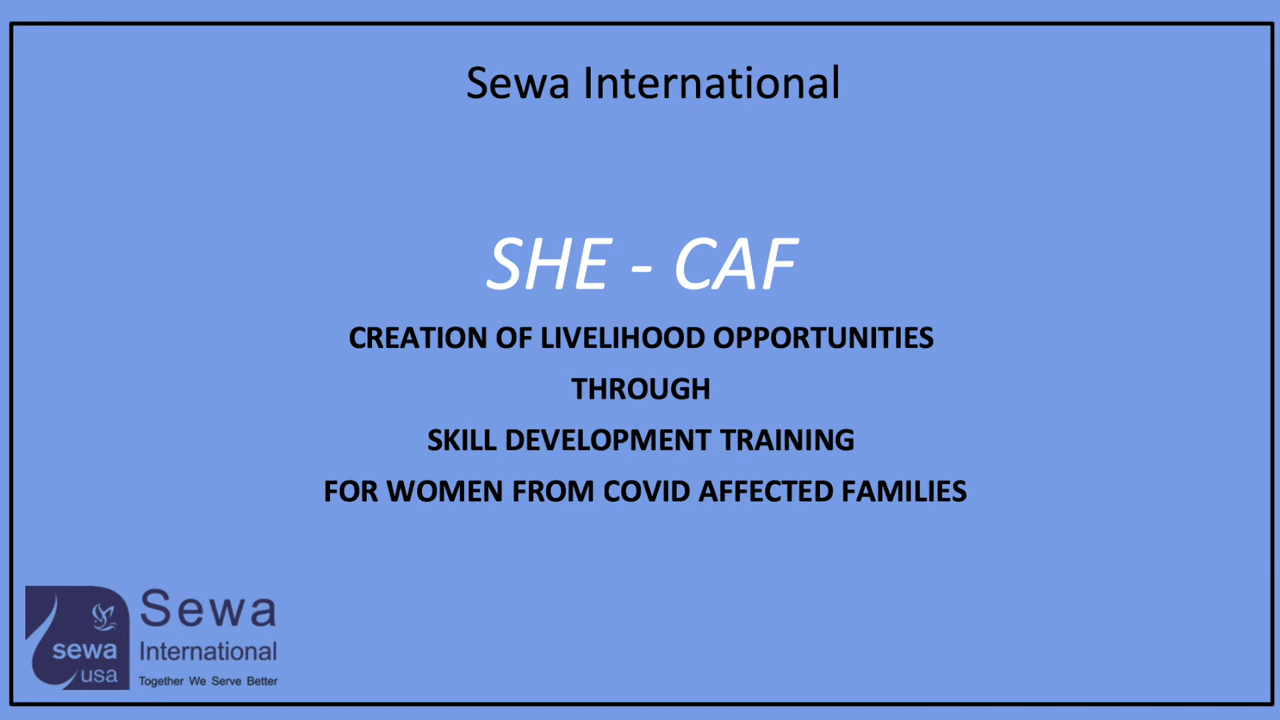 Sewa International
SHE - CAF
CREATION OF LIVELIHOOD OPPORTUNITIES
THROUGH
SKILL DEVELOPMENT TRAINING
FOR WOMEN FROM COVID AFFECTED FAMILIES
sewa
usa
Sewa
International
Together We Serve Better